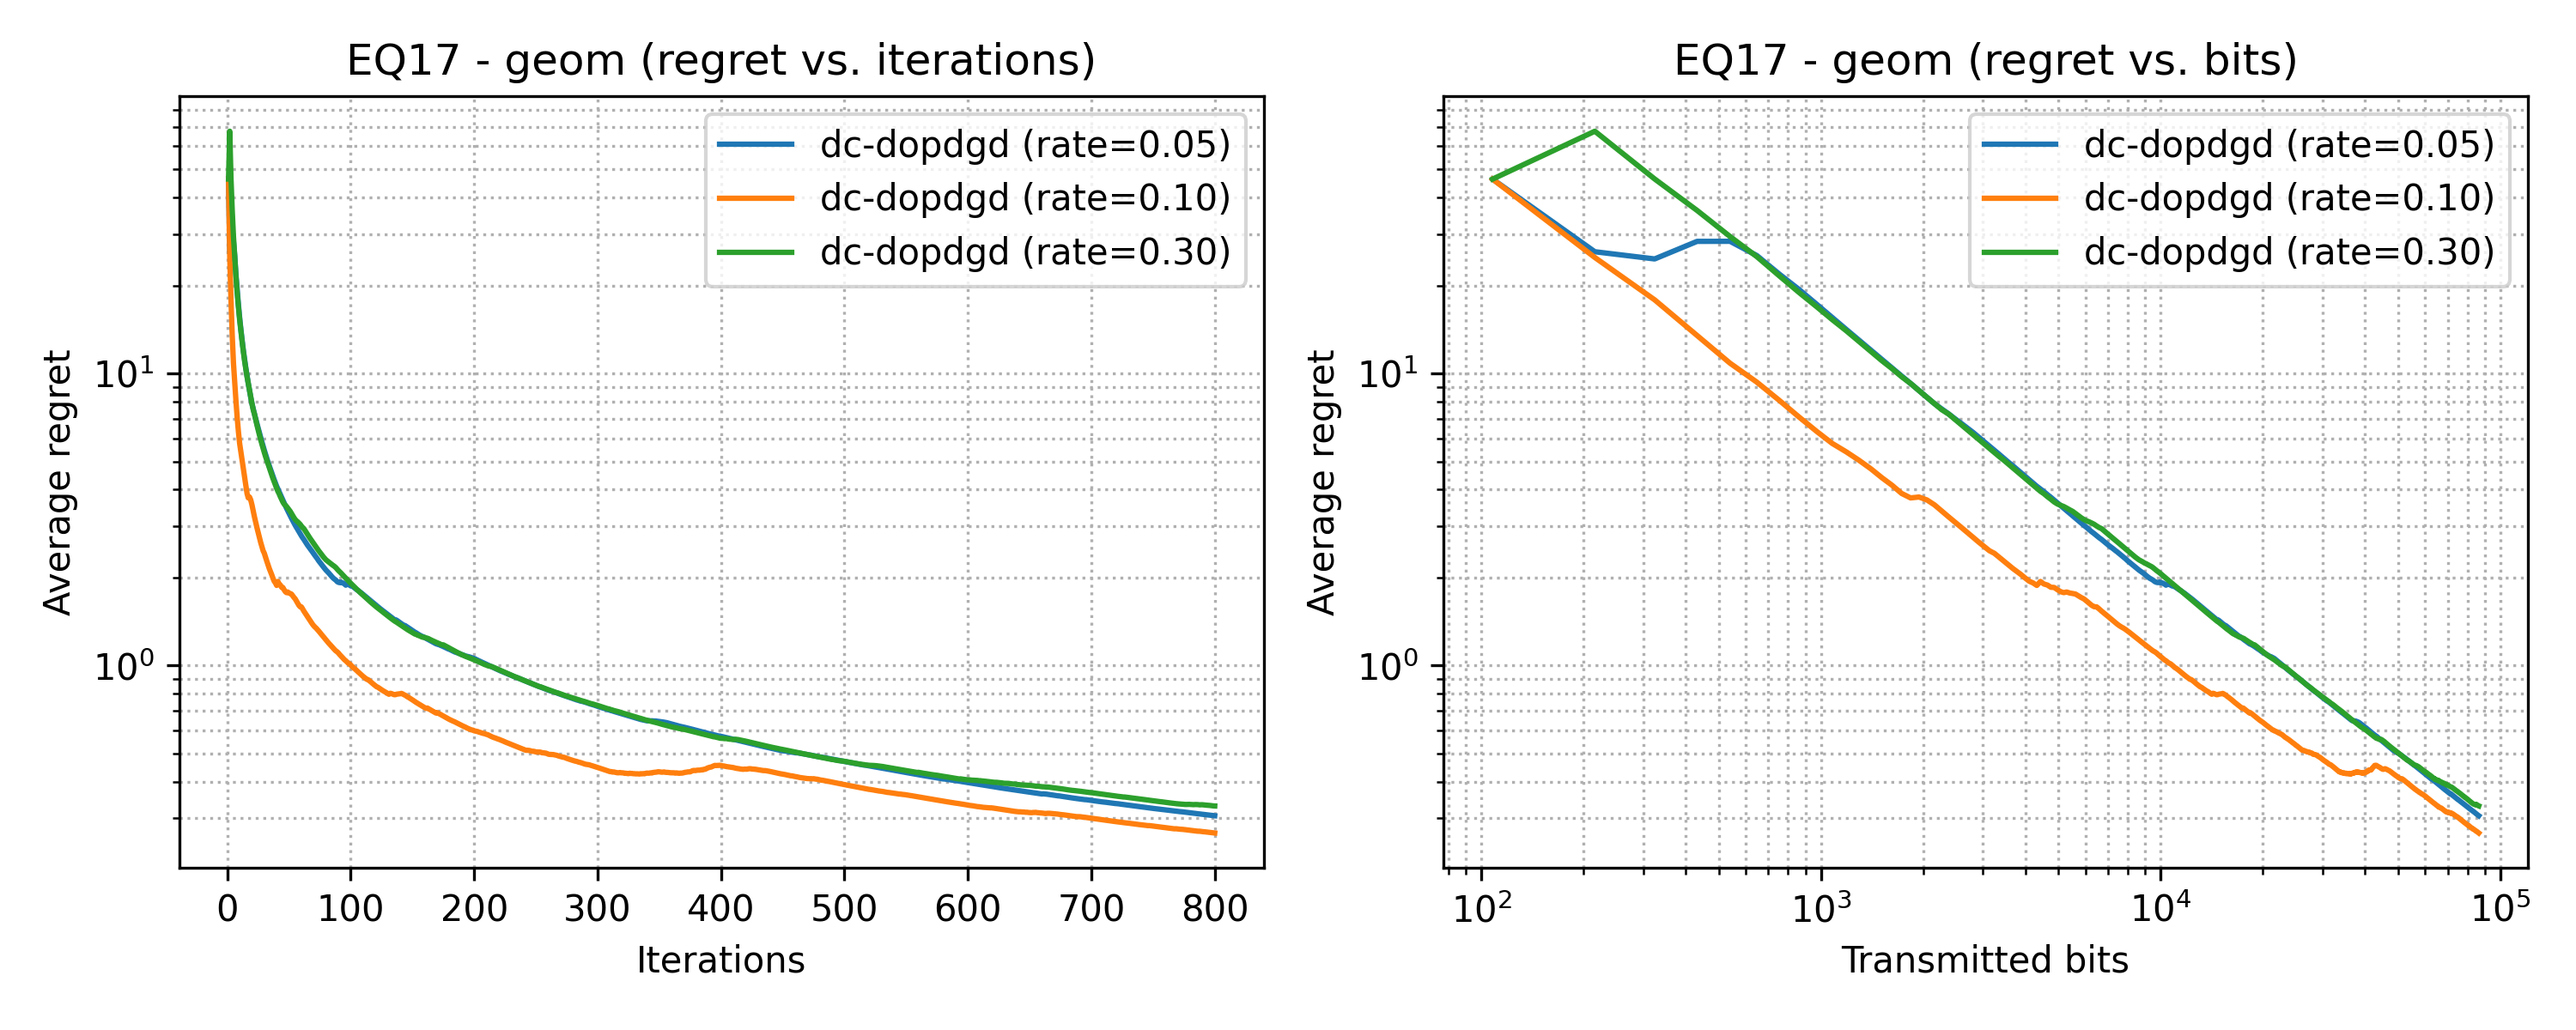 EQ17 - geom (regret vs. iterations)
dc-dopdgd (rate=0.05)
dc-dopdgd (rate=0.10)
dc-dopdgd (rate=0.30)
Average regret
10¹
10⁰
0 100 200 300 400 500 600 700 800
Iterations
EQ17 - geom (regret vs. bits)
dc-dopdgd (rate=0.05)
dc-dopdgd (rate=0.10)
dc-dopdgd (rate=0.30)
Average regret
10¹
10⁰
10² 10³ 10⁴ 10⁵
Transmitted bits